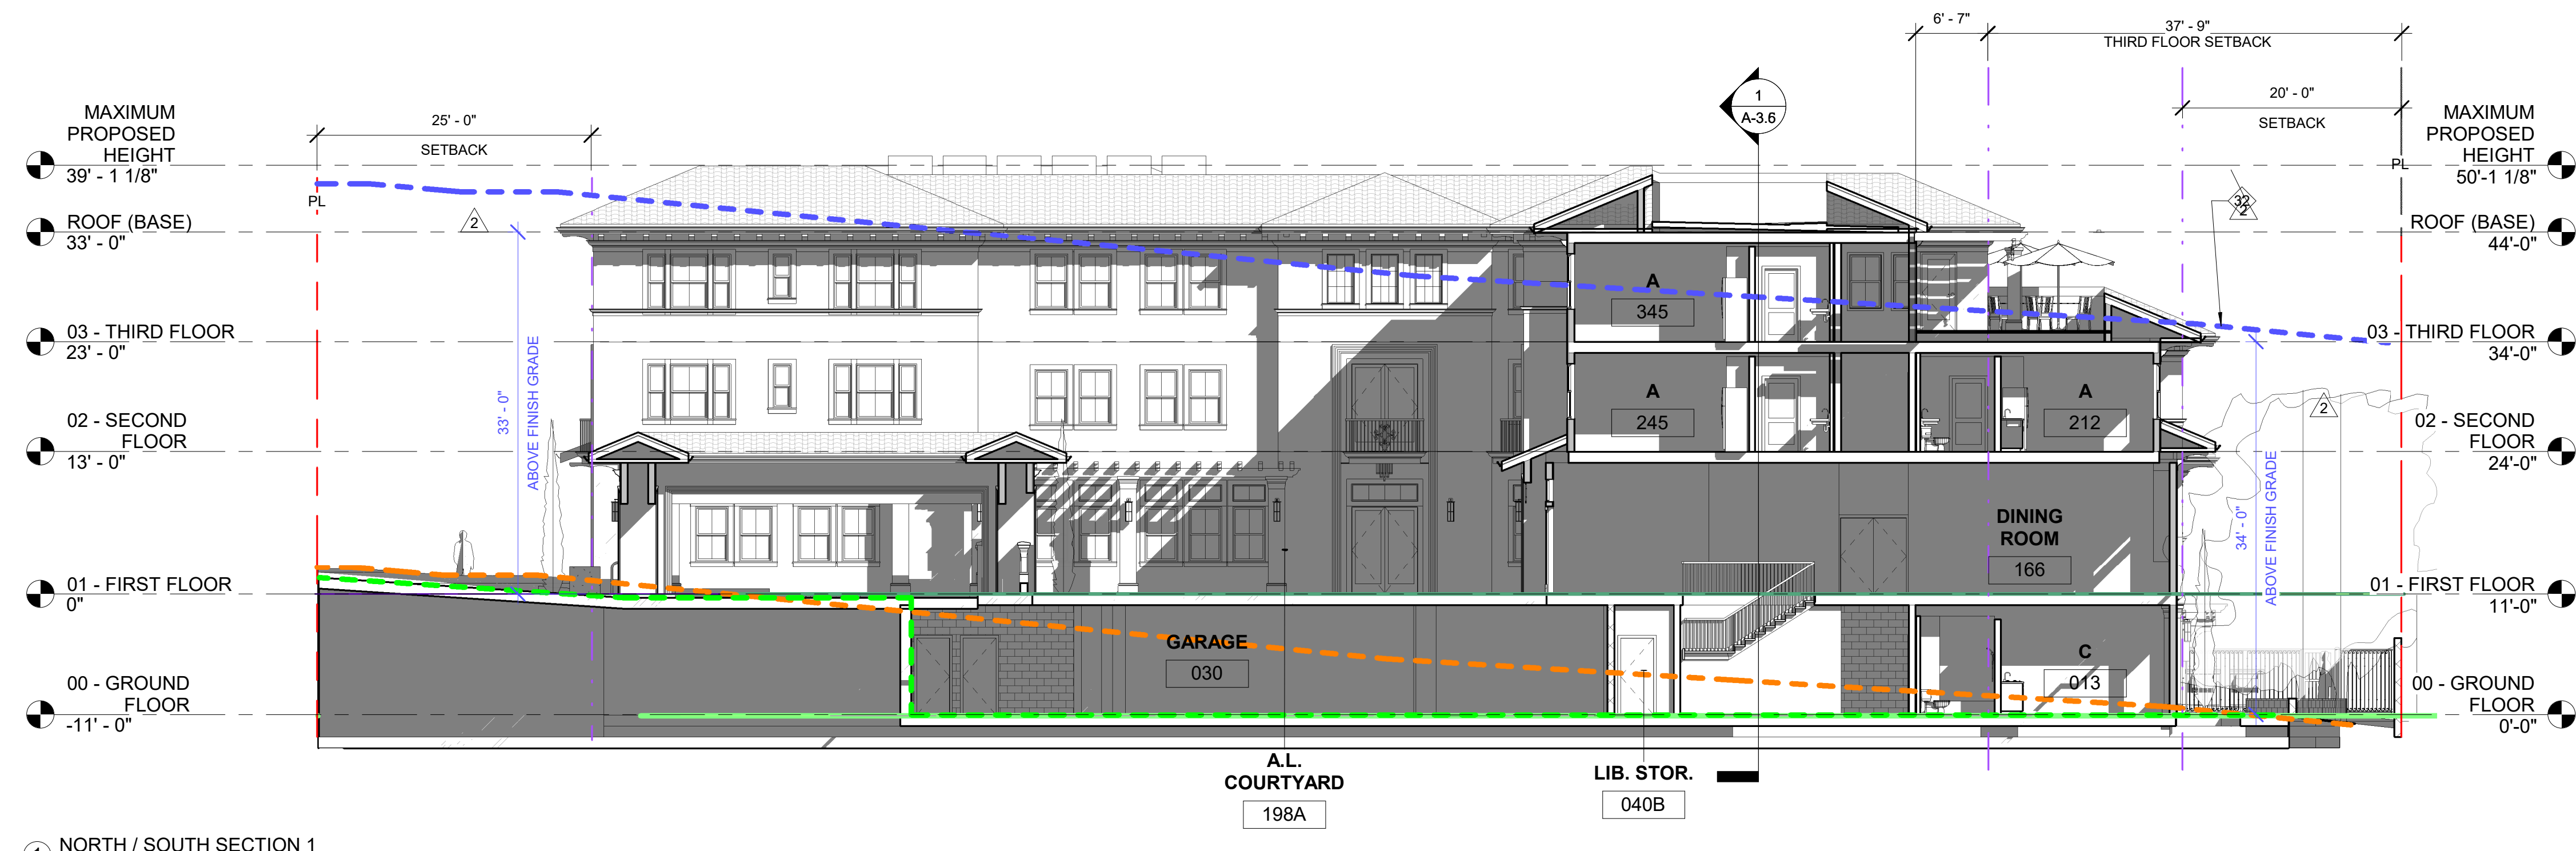 6' - 7"
37' - 9"
THIRD FLOOR SETBACK
25' - 0"
SETBACK
1
A-3.6
20' - 0"
SETBACK
MAXIMUM
PROPOSED
HEIGHT
39' - 1 1/8"
MAXIMUM
PROPOSED
HEIGHT
50'-1 1/8"
PL
PL
2
32
2
ROOF (BASE)
33' - 0"
ROOF (BASE)
44'-0"
03 - THIRD FLOOR
23' - 0"
A
345
03 - THIRD FLOOR
34'-0"
33' - 0"
ABOVE FINISH GRADE
A
245
A
212
2
02 - SECOND
FLOOR
13' - 0"
02 - SECOND
FLOOR
24'-0"
DINING
ROOM
166
34' - 0"
ABOVE FINISH GRADE
01 - FIRST FLOOR
0"
01 - FIRST FLOOR
11'-0"
GARAGE
030
C
013
00 - GROUND
FLOOR
-11' - 0"
00 - GROUND
FLOOR
0'-0"
A.L.
COURTYARD
198A
LIB. STOR.
040B
1
NORTH / SOUTH SECTION 1